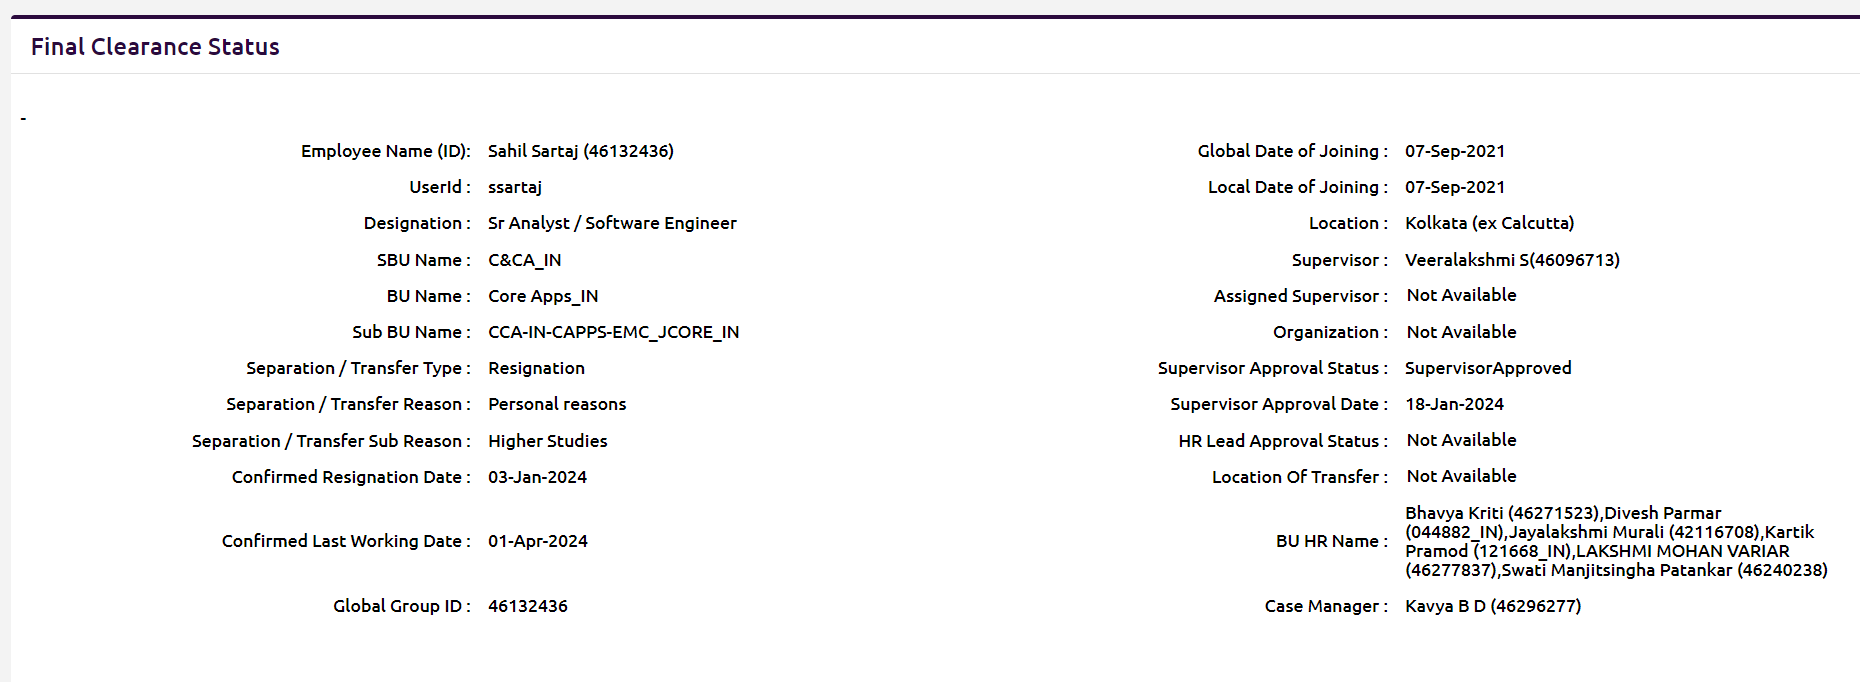 Final Clearance Status
-
Employee Name (ID): Sahil Sartaj (46132436)
Global Date of Joining : 07-Sep-2021
UserId : ssartaj
Local Date of Joining : 07-Sep-2021
Designation : Sr Analyst / Software Engineer
Location : Kolkata (ex Calcutta)
SBU Name : C&CA_IN
Supervisor : Veeralakshmi S(46096713)
BU Name : Core Apps_IN
Assigned Supervisor : Not Available
Sub BU Name : CCA-IN-CAPPS-EMC_JCORE_IN
Organization : Not Available
Separation / Transfer Type : Resignation
Supervisor Approval Status : SupervisorApproved
Separation / Transfer Reason : Personal reasons
Supervisor Approval Date : 18-Jan-2024
Separation / Transfer Sub Reason : Higher Studies
HR Lead Approval Status : Not Available
Confirmed Resignation Date : 03-Jan-2024
Location Of Transfer : Not Available
Confirmed Last Working Date : 01-Apr-2024
BU HR Name : Bhavya Kriti (46271523),Divesh Parmar
(044882_IN),Jayalakshmi Murali (42116708),Kartik
Pramod (121668_IN),LAKSHMI MOHAN VARIAR
(46277837),Swati Manjitsingha Patankar (46240238)
Global Group ID : 46132436
Case Manager : Kavya B D (46296277)